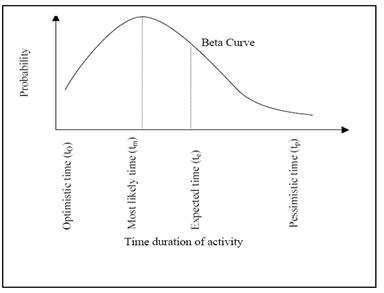 Beta Curve
Probability
Optimistic time (t0)
Most likely time (tm)
Expected time (te)
Pessimistic time (tp)
Time duration of activity